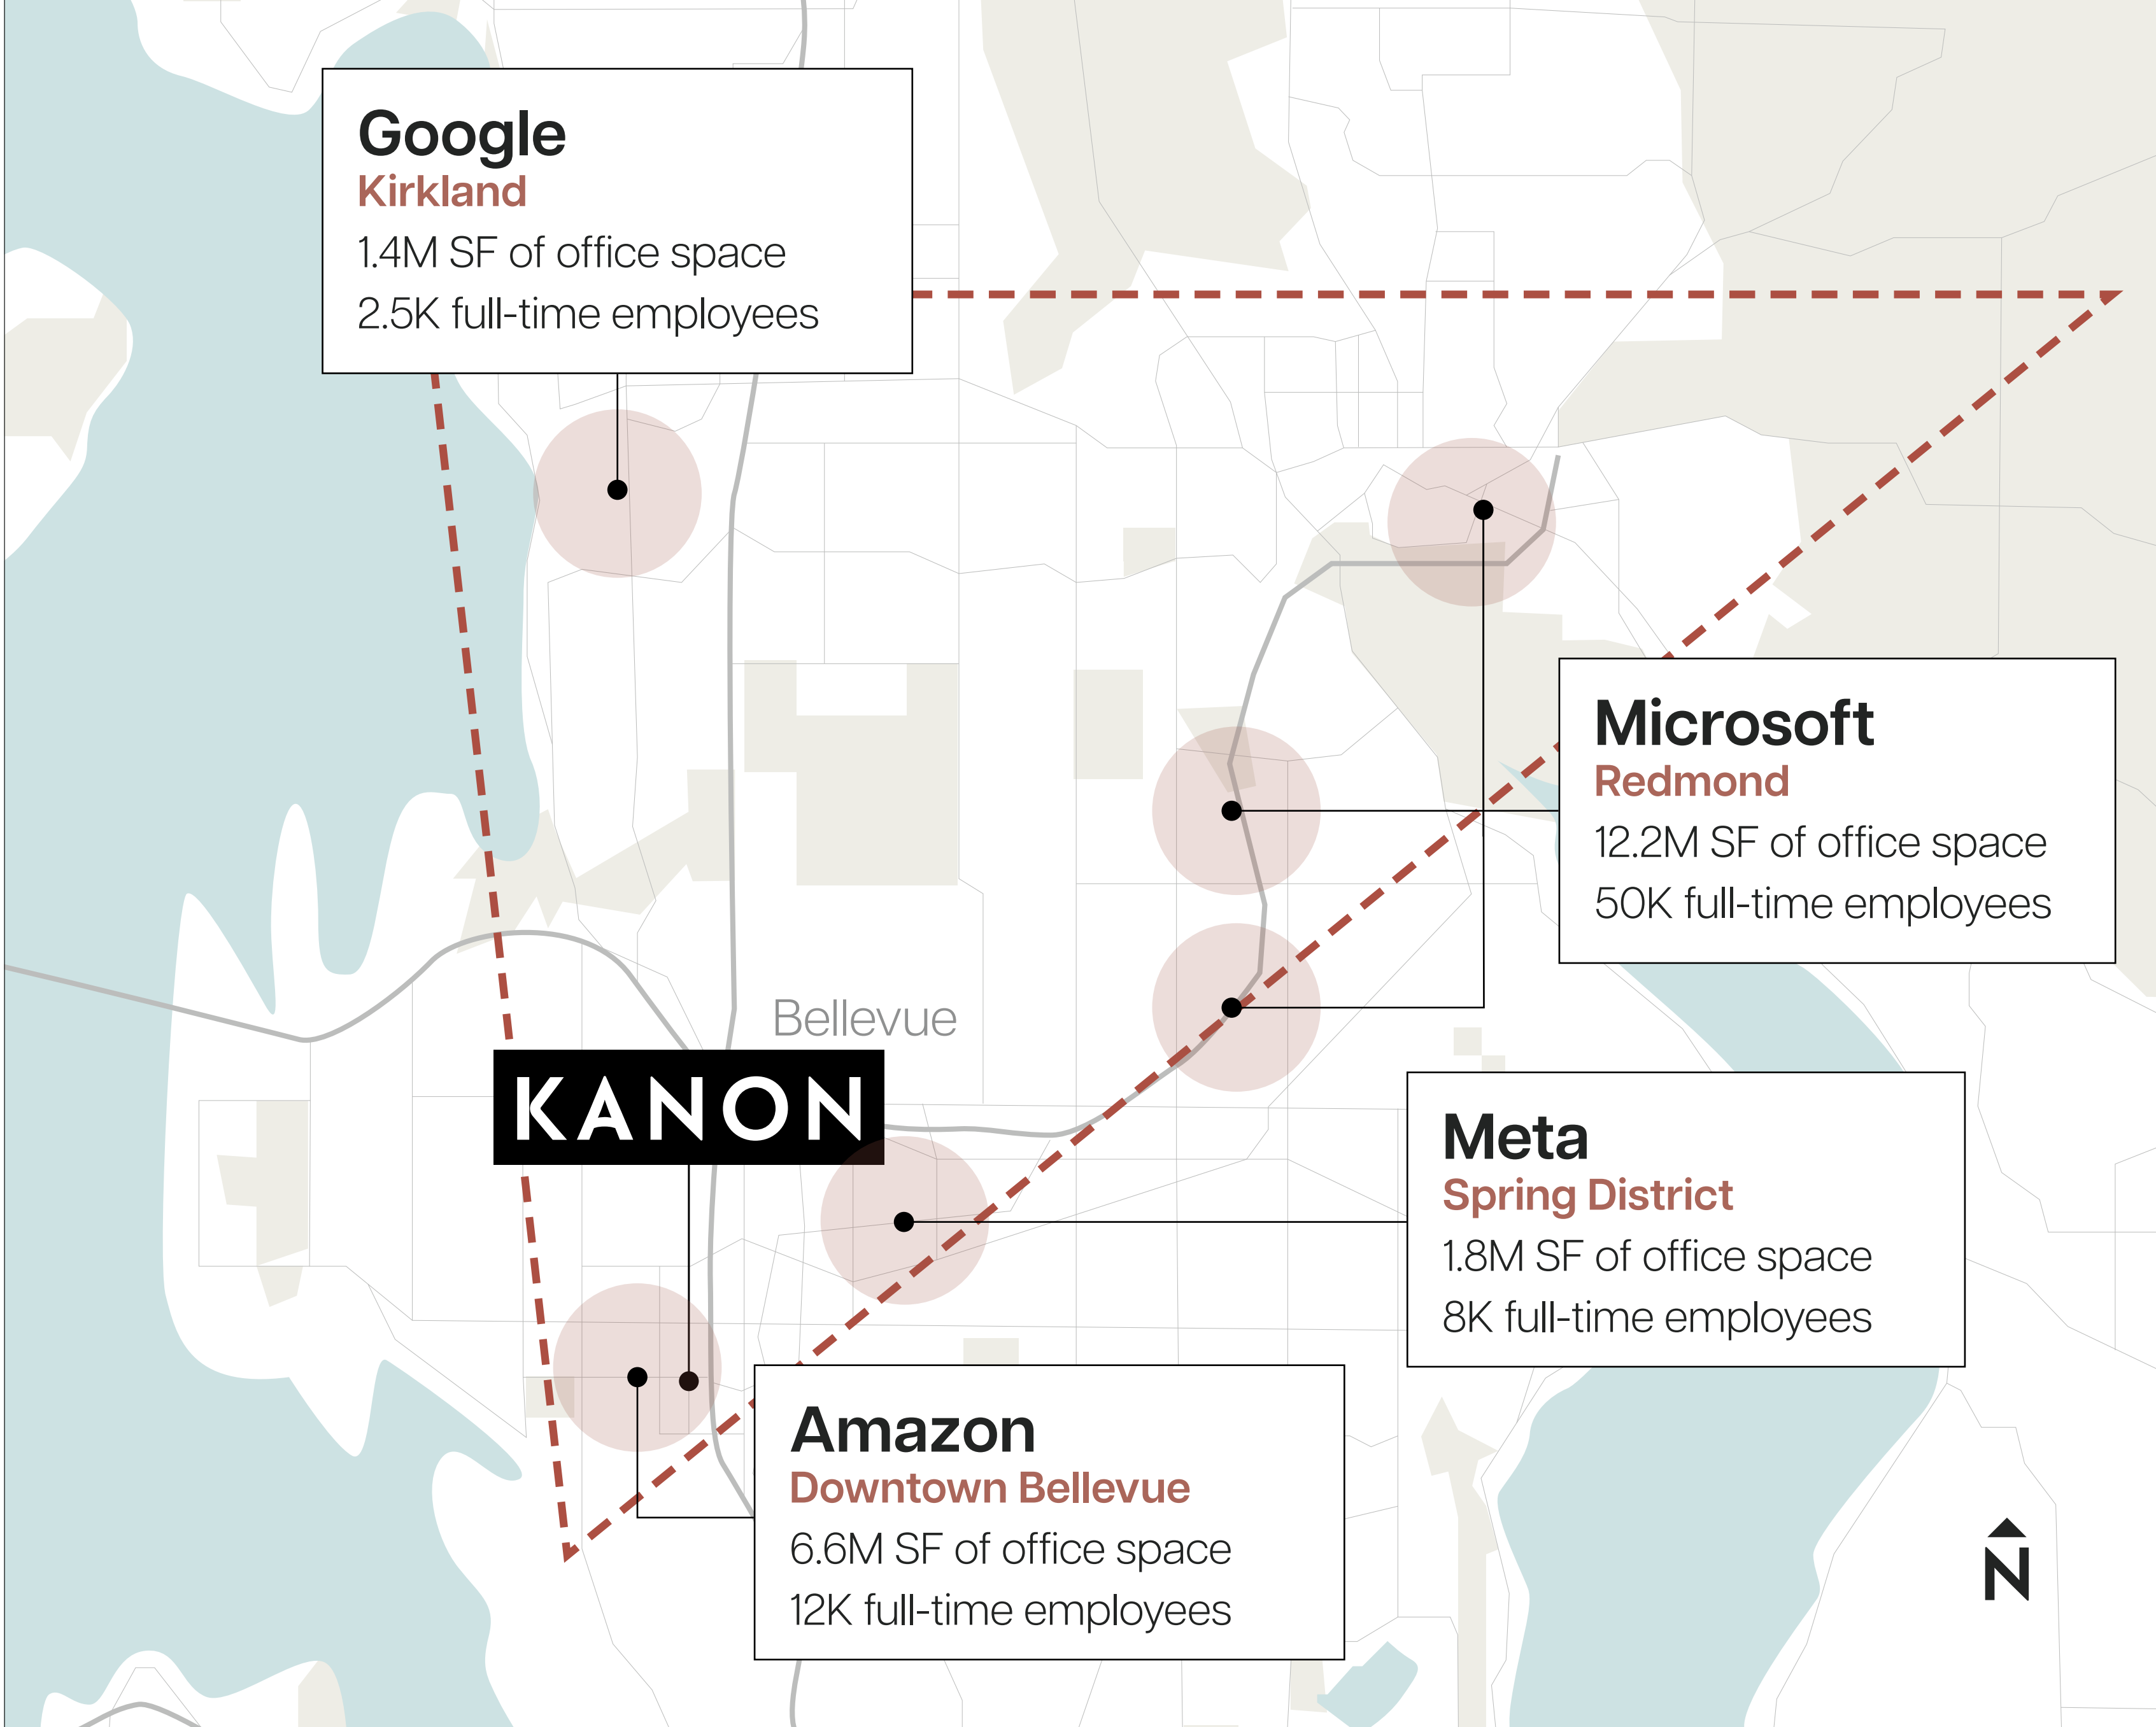 Google
Kirkland
1.4M SF of office space
2.5K full-time employees
Microsoft
Redmond
12.2M SF of office space
50K full-time employees
Bellevue
KANON
Meta
Spring District
1.8M SF of office space
8K full-time employees
Amazon
Downtown Bellevue
6.6M SF of office space
12K full-time employees
N